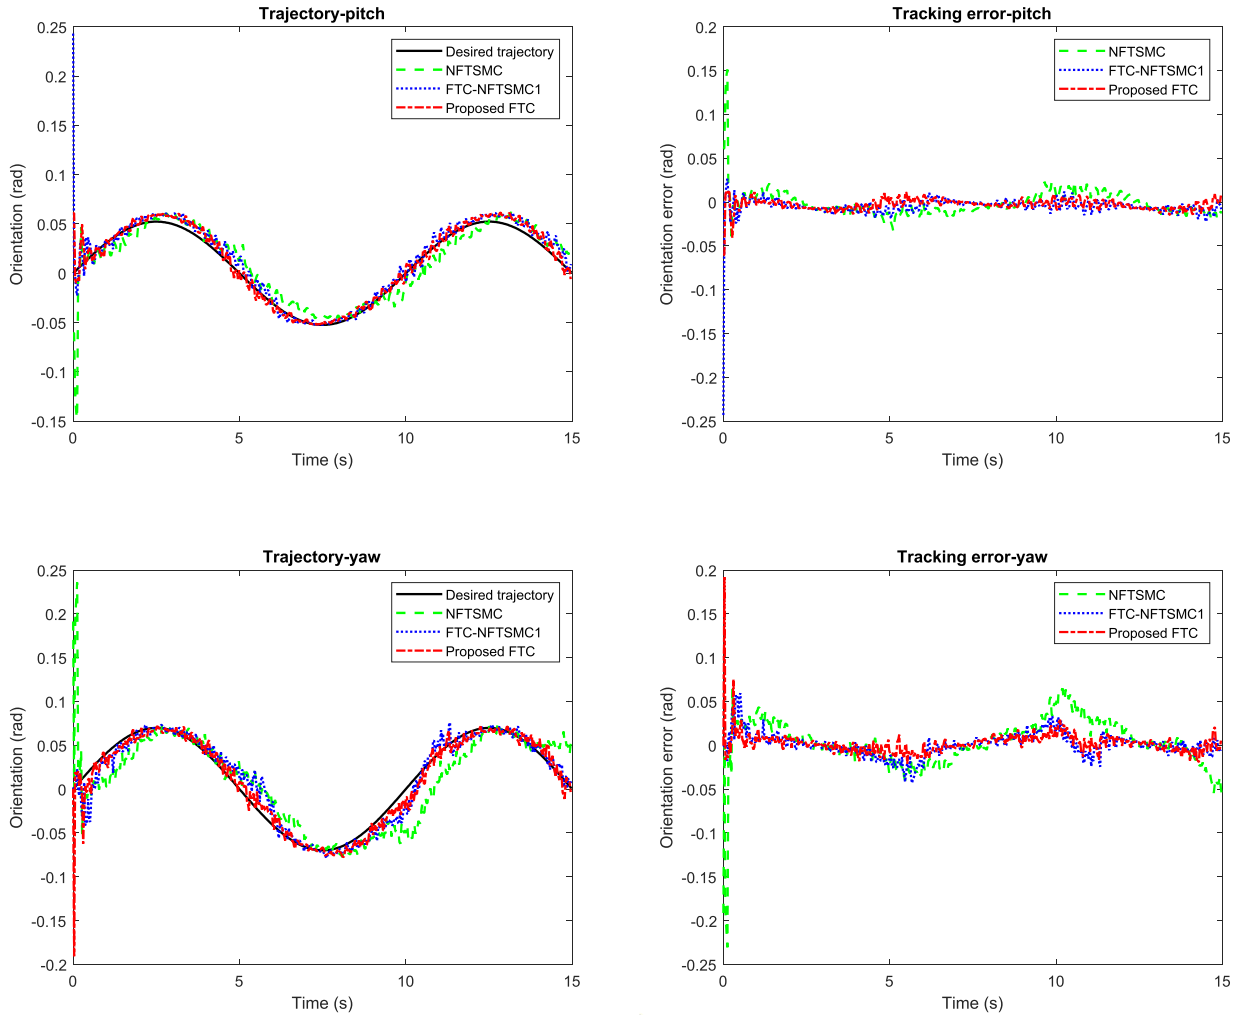 Trajectory-pitch
0.25
0.2
0.15
0.1
0.05
0
-0.05
-0.1
-0.15
Orientation (rad)
0 5 10 15
Time (s)
Desired trajectory
NFTSMC
FTC-NFTSMC1
Proposed FTC
Tracking error-pitch
0.2
0.15
0.1
0.05
0
-0.05
-0.1
-0.15
-0.2
-0.25
Orientation error (rad)
0 5 10 15
Time (s)
NFTSMC
FTC-NFTSMC1
Proposed FTC
Trajectory-yaw
0.25
0.2
0.15
0.1
0.05
0
-0.05
-0.1
-0.15
-0.2
Orientation (rad)
0 5 10 15
Time (s)
Desired trajectory
NFTSMC
FTC-NFTSMC1
Proposed FTC
Tracking error-yaw
0.2
0.15
0.1
0.05
0
-0.05
-0.1
-0.15
-0.2
-0.25
Orientation error (rad)
0 5 10 15
Time (s)
NFTSMC
FTC-NFTSMC1
Proposed FTC